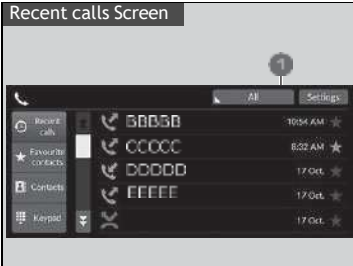 Recent calls Screen
1
All
Settings
Recent calls
BBBBB
10:54 AM
CCCCC
8:32 AM
Favourite contacts
DDDDD
17 Oct.
Contacts
EEEEE
17 Oct.
Keypad
17 Oct.